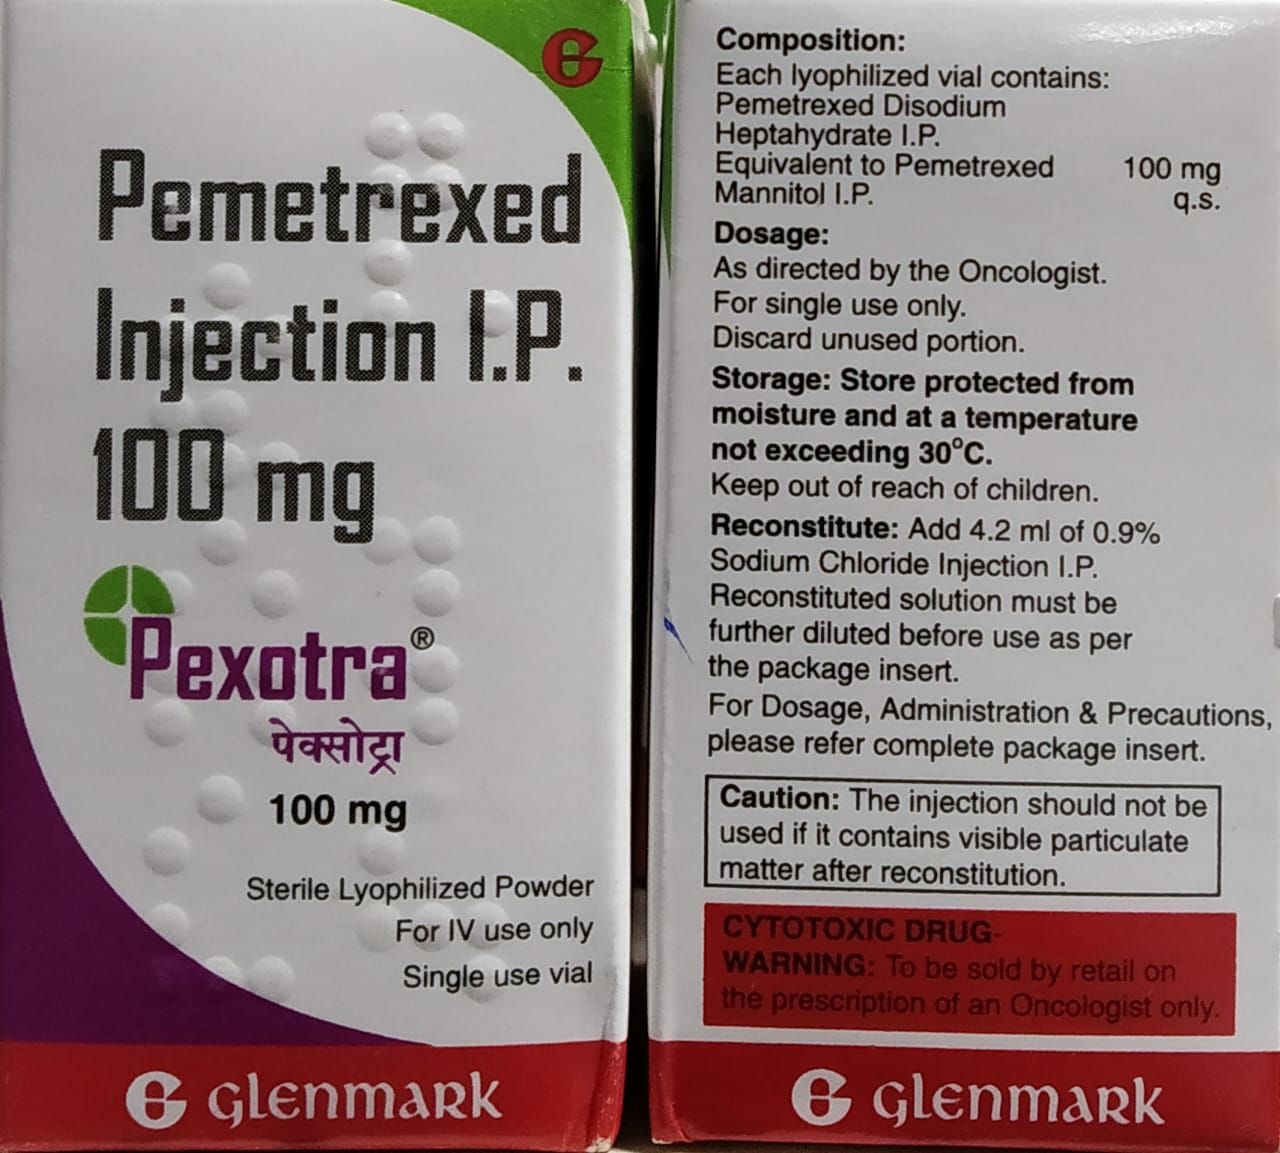 Pemetrexed
Injection I.P.
100 mg
Pexotra®
पेक्सोट्रा
100 mg
Sterile Lyophilized Powder
For IV use only
Single use vial
GLENMARK
Composition:
Each lyophilized vial contains:
Pemetrexed Disodium
Heptahydrate I.P.
Equivalent to Pemetrexed 100 mg
Mannitol I.P. q.s.
Dosage:
As directed by the Oncologist.
For single use only.
Discard unused portion.
Storage: Store protected from
moisture and at a temperature
not exceeding 30°C.
Keep out of reach of children.
Reconstitute: Add 4.2 ml of 0.9%
Sodium Chloride Injection I.P.
Reconstituted solution must be
further diluted before use as per
the package insert.
For Dosage, Administration & Precautions,
please refer complete package insert.
Caution: The injection should not be
used if it contains visible particulate
matter after reconstitution.
CYTOTOXIC DRUG-
WARNING: To be sold by retail on
the prescription of an Oncologist only.
GLENMARK